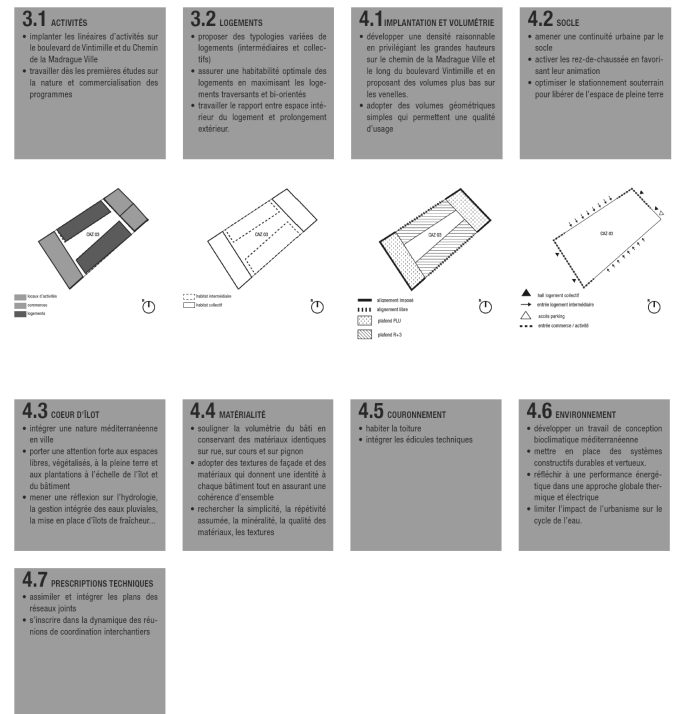 3.1 ACTIVITÉS
• implanter les linéaires d'activités sur
le boulevard de Vintimille et du Chemin
de la Madrague Ville
• travailler dès les premières études sur
la nature et commercialisation des
programmes
3.2 LOGEMENTS
• proposer des typologies variées de
logements (intermédiaires et collec-
tifs)
• assurer une habitabilité optimale des
logements en maximisant les loge-
ments traversants et bi-orientés
• travailler le rapport entre espace inté-
rieur du logement et prolongement
extérieur.
4.1 IMPLANTATION ET VOLUMÉTRIE
• développer une densité raisonnable
en privilégiant les grandes hauteurs
sur le chemin de la Madrague Ville et
le long du boulevard Vintimille et en
proposant des volumes plus bas sur
les venelles.
• adopter des volumes géométriques
simples qui permettent une qualité
d'usage
4.2 SOCLE
• amener une continuité urbaine par le
socle
• activer les rez-de-chaussée en favori-
sant leur animation
• optimiser le stationnement souterrain
pour libérer de l'espace de pleine terre
CAZ 03
locaux d'activités
commerces
logements
CAZ 03
habitat intermédiaire
habitat collectif
CAZ 03
alignement imposé
alignement libre
plafond PLU
plafond R+3
CAZ 03
hall logement collectif
entrée logement intermédiaire
accès parking
entrée commerce / activité
4.3 COEUR D'ÎLOT
• intégrer une nature méditerranéenne
en ville
• porter une attention forte aux espaces
libres, végétalisés, à la pleine terre et
aux plantations à l'échelle de l'îlot et
du bâtiment
• mener une réflexion sur l'hydrologie,
la gestion intégrée des eaux pluviales,
la mise en place d'îlots de fraîcheur...
4.4 MATÉRIALITÉ
• souligner la volumétrie du bâti en
conservant des matériaux identiques
sur rue, sur cours et sur pignon
• adopter des textures de façade et des
matériaux qui donnent une identité à
chaque bâtiment tout en assurant une
cohérence d'ensemble
• rechercher la simplicité, la répétivité
assumée, la minéralité, la qualité des
matériaux, les textures
4.5 COURONNEMENT
• habiter la toiture
• intégrer les édicules techniques
4.6 ENVIRONNEMENT
• développer un travail de conception
bioclimatique méditerranéenne
• mettre en place des systèmes
constructifs durables et vertueux.
• réfléchir à une performance énergé-
tique dans une approche globale ther-
mique et électrique
• limiter l'impact de l'urbanisme sur le
cycle de l'eau.
4.7 PRESCRIPTIONS TECHNIQUES
• assimiler et intégrer les plans des
réseaux joints
• s'inscrire dans la dynamique des réu-
nions de coordination interchantiers